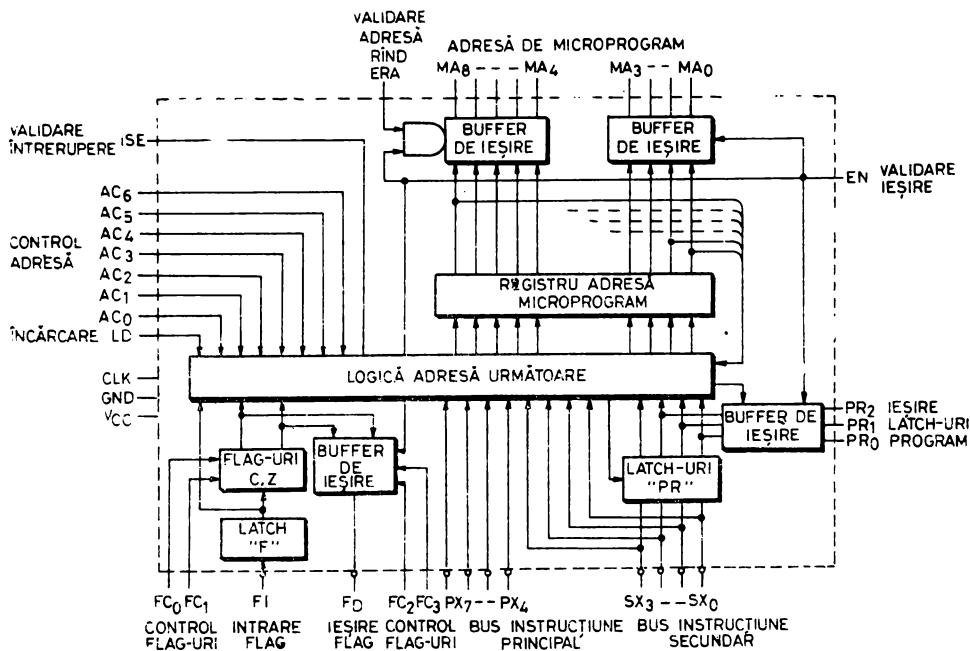 VALIDARE
ADRESĂ
RÎND
ERA
ADRESĂ DE MICROPROGRAM
MA8 - - - - MA4
MA3 - - MA0
VALIDARE
ÎNTRERUPERE
ISE
BUFFER
DE IEȘIRE
BUFFER
DE IEȘIRE
EN VALIDARE
IEȘIRE
CONTROL
ADRESĂ
AC6
AC5
AC4
AC3
AC2
AC1
AC0
ÎNCĂRCARE LD
CLK
GND
VCC
REGISTRU ADRESĂ
MICROPROGRAM
LOGICĂ ADRESĂ URMĂTOARE
FLAG-URI
C,Z
BUFFER
DE
IEȘIRE
LATCH
"F"
LATCH-URI
"PR"
BUFFER DE
IEȘIRE
PR2 IEȘIRE
PR1 LATCH-URI
PR0 PROGRAM
FC0 FC1
CONTROL
FLAG-URI
FI
INTRARE
FLAG
FD
IEȘIRE
FLAG
FC2 FC3
CONTROL
FLAG-URI
PX7 - - PX4
BUS INSTRUCȚIUNE
PRINCIPAL
SX3 - - SX0
BUS INSTRUCȚIUNE
SECUNDAR